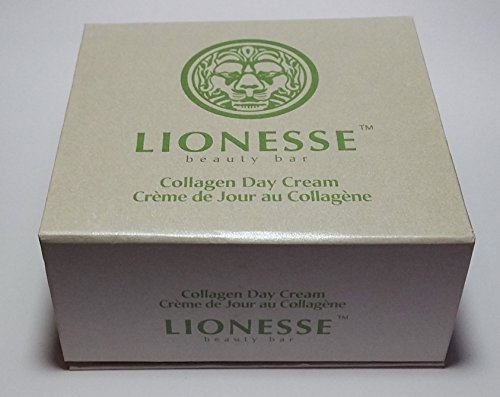 LIONESSE™
beauty bar
Collagen Day Cream
Crème de Jour au Collagène
Collagen Day Cream
Crème de Jour au Collagène
LIONESSE™
beauty bar